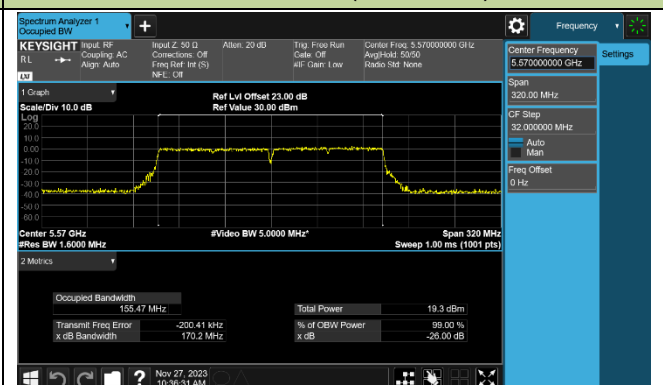 Spectrum Analyzer 1
Occupied BW
Frequency
KEYSIGHT
RL
LXI
Input: RF
Coupling: AC
Align: Auto
Input Z: 50 Ω
Corrections: Off
Freq Ref: Int (S)
NFE: Off
Atten: 20 dB
Trig: Free Run
Gate: Off
#IF Gain: Low
Center Freq: 5.570000000 GHz
Avg|Hold: 50/50
Radio Std: None
Center Frequency
5.570000000 GHz
Settings
Span
320.00 MHz
CF Step
32.000000 MHz
Auto
Man
Freq Offset
0 Hz
1 Graph
Scale/Div 10.0 dB
Ref Lvl Offset 23.00 dB
Ref Value 30.00 dBm
Log
20.0
10.0
0.00
-10.0
-20.0
-30.0
-40.0
-50.0
-60.0
Center 5.57 GHz
#Video BW 5.0000 MHz*
Span 320 MHz
#Res BW 1.6000 MHz
Sweep 1.00 ms (1001 pts)
2 Metrics
Occupied Bandwidth
155.47 MHz
Total Power
19.3 dBm
Transmit Freq Error
-200.41 kHz
% of OBW Power
99.00 %
x dB Bandwidth
170.2 MHz
x dB
-26.00 dB
?
Nov 27, 2023
10:36:31 AM